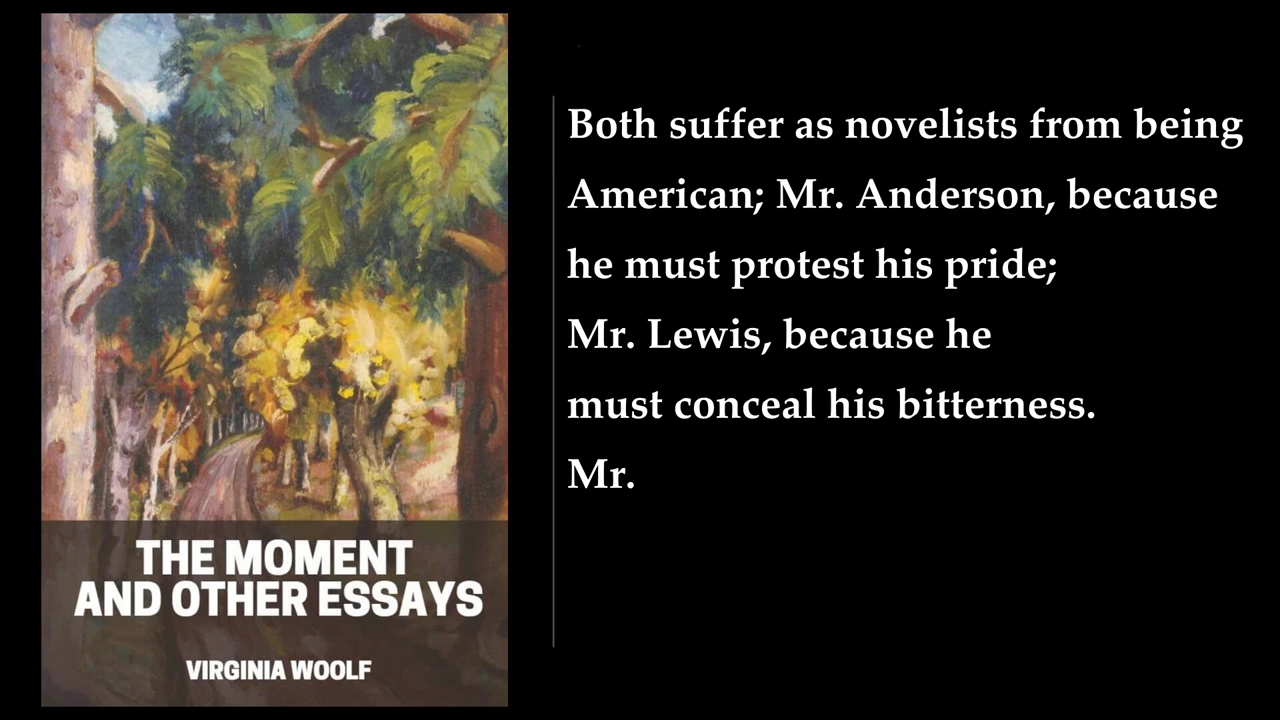 THE MOMENT
AND OTHER ESSAYS
VIRGINIA WOOLF
Both suffer as novelists from being
American; Mr. Anderson, because
he must protest his pride;
Mr. Lewis, because he
must conceal his bitterness.
Mr.